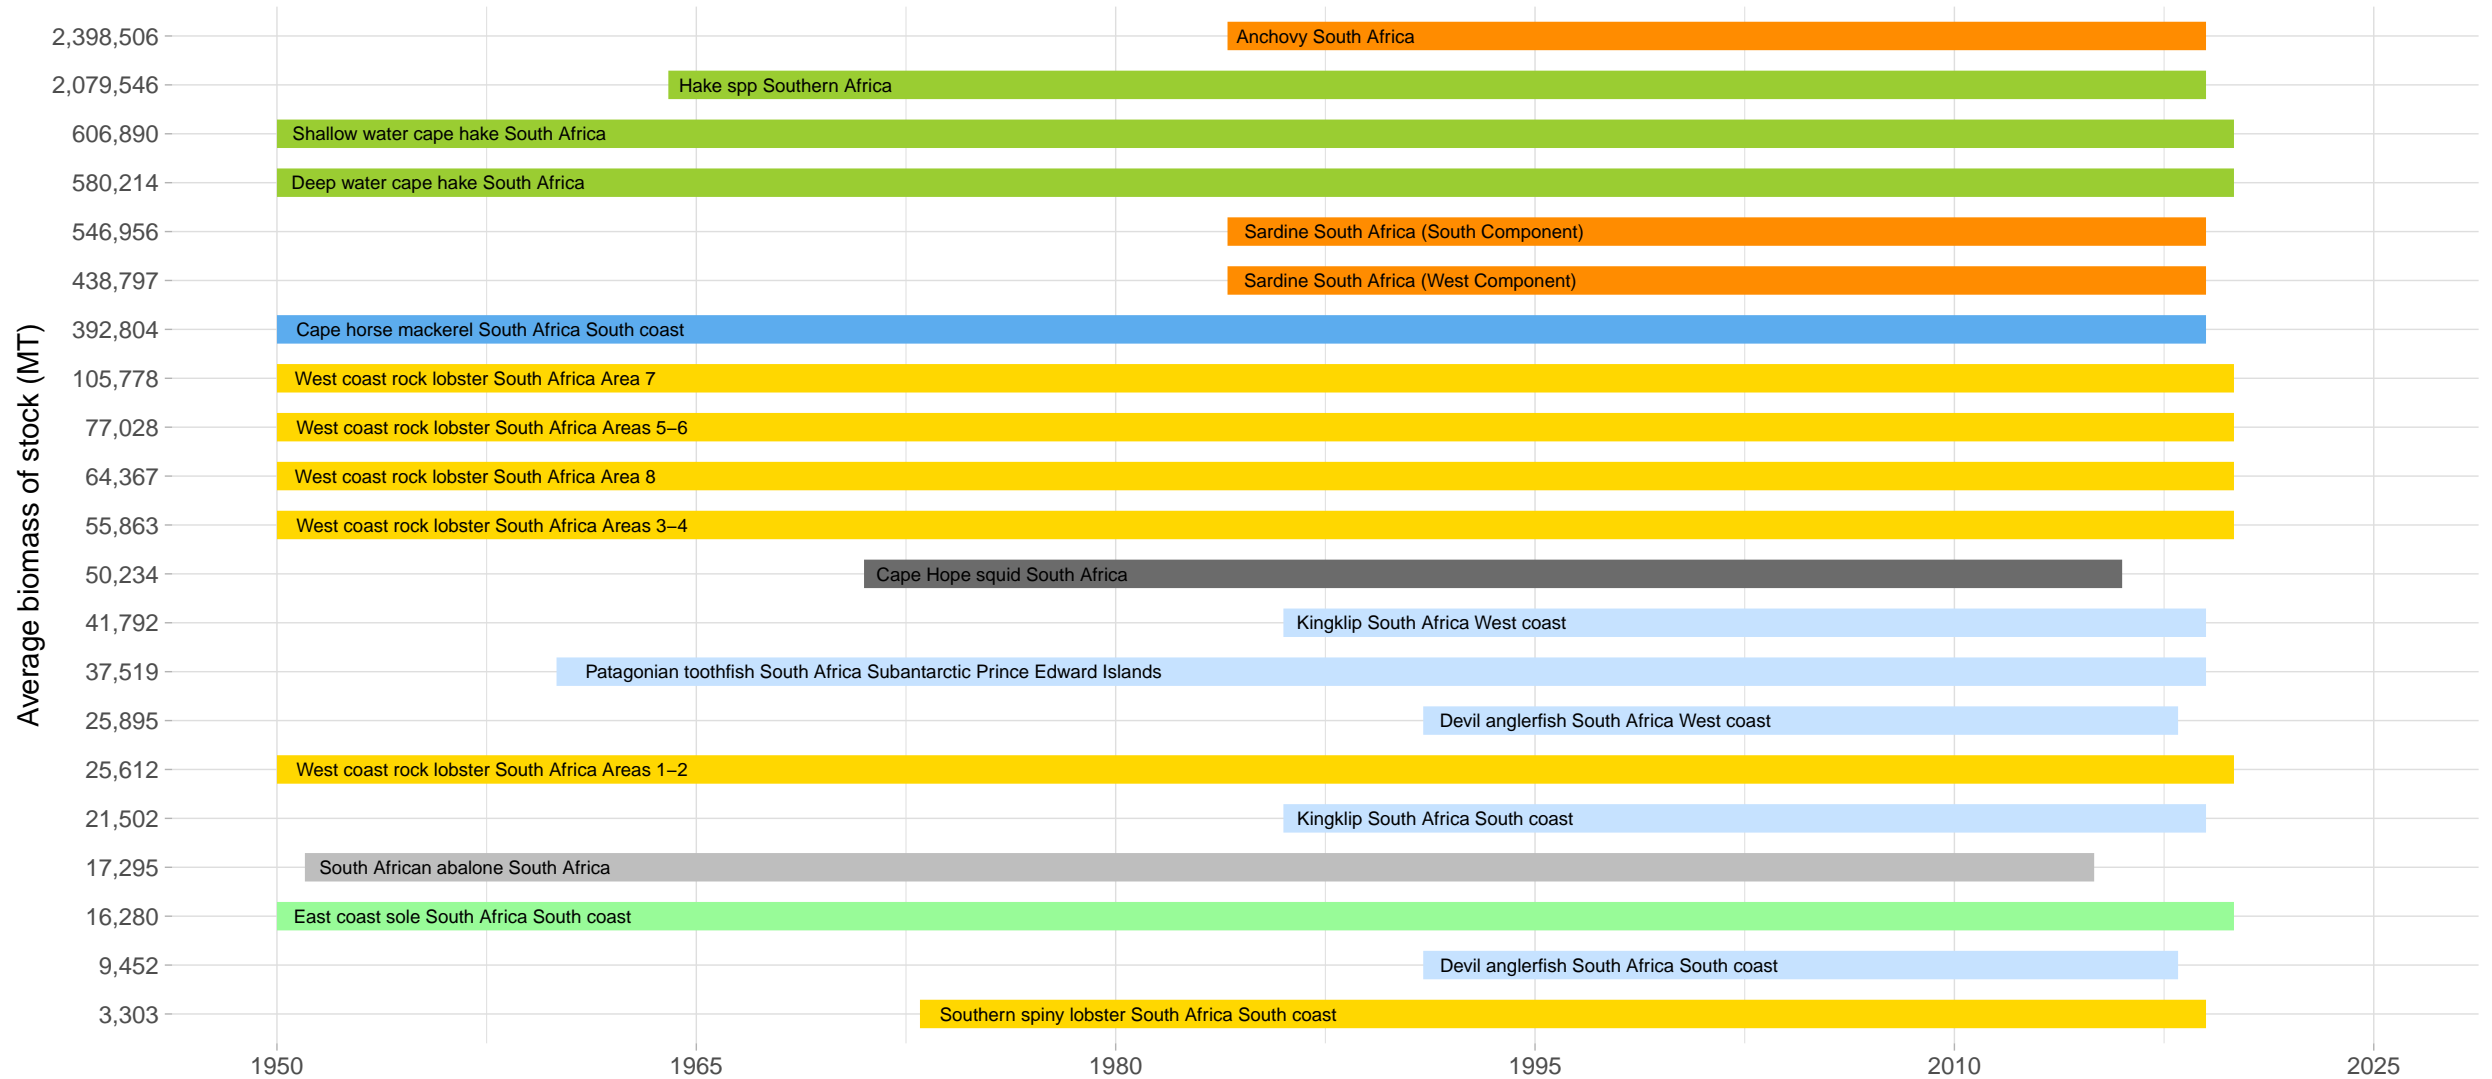 Average biomass of stock (MT)
2,398,506 Anchovy South Africa
2,079,546 Hake spp Southern Africa
606,890 Shallow water cape hake South Africa
580,214 Deep water cape hake South Africa
546,956 Sardine South Africa (South Component)
438,797 Sardine South Africa (West Component)
392,804 Cape horse mackerel South Africa South coast
105,778 West coast rock lobster South Africa Area 7
77,028 West coast rock lobster South Africa Areas 5–6
64,367 West coast rock lobster South Africa Area 8
55,863 West coast rock lobster South Africa Areas 3–4
50,234 Cape Hope squid South Africa
41,792 Kingklip South Africa West coast
37,519 Patagonian toothfish South Africa Subantarctic Prince Edward Islands
25,895 Devil anglerfish South Africa West coast
25,612 West coast rock lobster South Africa Areas 1–2
21,502 Kingklip South Africa South coast
17,295 South African abalone South Africa
16,280 East coast sole South Africa South coast
9,452 Devil anglerfish South Africa South coast
3,303 Southern spiny lobster South Africa South coast
1950 1965 1980 1995 2010 2025